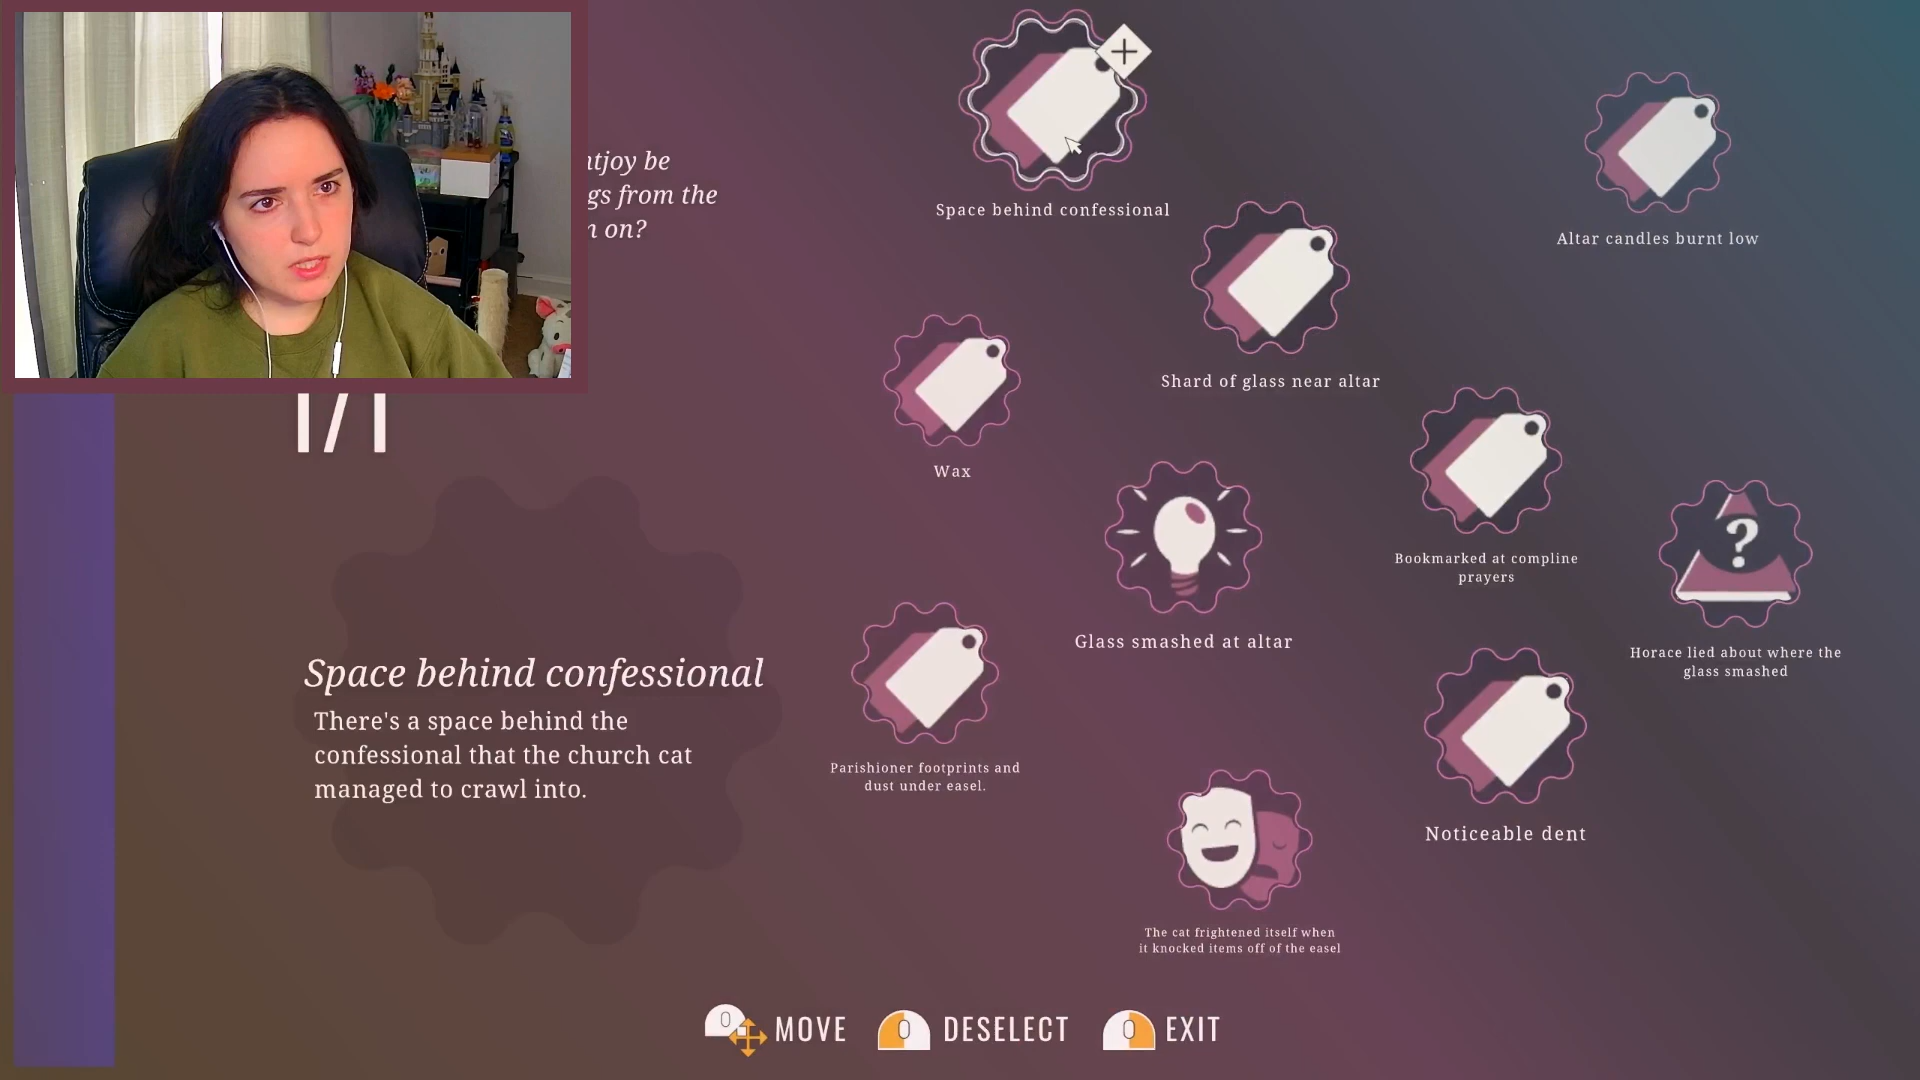 be
from the
on?
1/1
Space behind confessional
There's a space behind the
confessional that the church cat
managed to crawl into.
Space behind confessional
Altar candles burnt low
Shard of glass near altar
Wax
Bookmarked at compline
prayers
Glass smashed at altar
Horace lied about where the
glass smashed
Parishioner footprints and
dust under easel.
Noticeable dent
The cat frightened itself when
it knocked items off of the easel
MOVE
DESELECT
EXIT